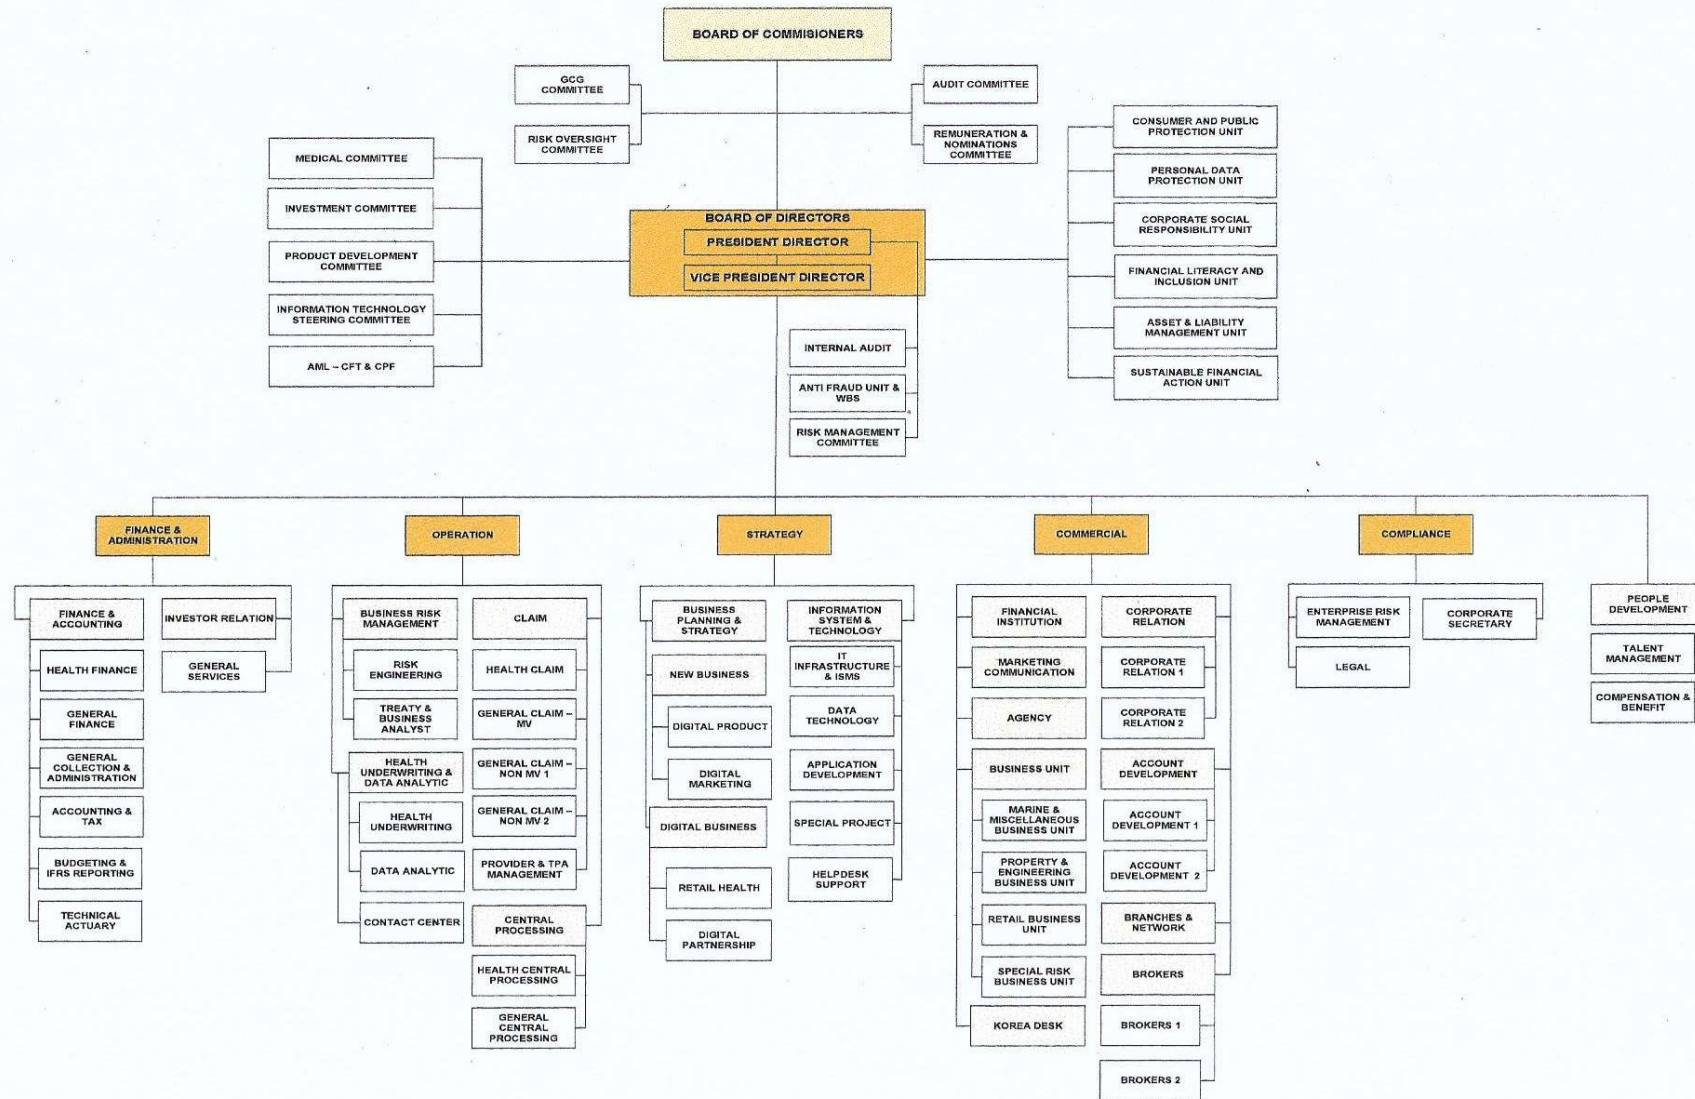 BOARD OF COMMISIONERS
GCG
COMMITTEE
AUDIT COMMITTEE
RISK OVERSIGHT
COMMITTEE
REMUNERATION &
NOMINATIONS
COMMITTEE
MEDICAL COMMITTEE
INVESTMENT COMMITTEE
PRODUCT DEVELOPMENT
COMMITTEE
INFORMATION TECHNOLOGY
STEERING COMMITTEE
AML – CFT & CPF
BOARD OF DIRECTORS
PRESIDENT DIRECTOR
VICE PRESIDENT DIRECTOR
CONSUMER AND PUBLIC
PROTECTION UNIT
PERSONAL DATA
PROTECTION UNIT
CORPORATE SOCIAL
RESPONSIBILITY UNIT
FINANCIAL LITERACY AND
INCLUSION UNIT
ASSET & LIABILITY
MANAGEMENT UNIT
SUSTAINABLE FINANCIAL
ACTION UNIT
INTERNAL AUDIT
ANTI FRAUD UNIT &
WBS
RISK MANAGEMENT
COMMITTEE
FINANCE &
ADMINISTRATION
FINANCE &
ACCOUNTING
HEALTH FINANCE
GENERAL
FINANCE
GENERAL
COLLECTION &
ADMINISTRATION
ACCOUNTING &
TAX
BUDGETING &
IFRS REPORTING
TECHNICAL
ACTUARY
INVESTOR RELATION
GENERAL
SERVICES
OPERATION
BUSINESS RISK
MANAGEMENT
RISK
ENGINEERING
TREATY &
BUSINESS
ANALYST
HEALTH
UNDERWRITING &
DATA ANALYTIC
HEALTH
UNDERWRITING
DATA ANALYTIC
CONTACT CENTER
CLAIM
HEALTH CLAIM
GENERAL CLAIM –
MV
GENERAL CLAIM –
NON MV 1
GENERAL CLAIM –
NON MV 2
PROVIDER & TPA
MANAGEMENT
CENTRAL
PROCESSING
HEALTH CENTRAL
PROCESSING
GENERAL
CENTRAL
PROCESSING
STRATEGY
BUSINESS
PLANNING &
STRATEGY
NEW BUSINESS
DIGITAL PRODUCT
DIGITAL
MARKETING
DIGITAL BUSINESS
RETAIL HEALTH
DIGITAL
PARTNERSHIP
INFORMATION
SYSTEM &
TECHNOLOGY
IT
INFRASTRUCTURE
& ISMS
DATA
TECHNOLOGY
APPLICATION
DEVELOPMENT
SPECIAL PROJECT
HELPDESK
SUPPORT
COMMERCIAL
FINANCIAL
INSTITUTION
MARKETING
COMMUNICATION
AGENCY
BUSINESS UNIT
MARINE &
MISCELLANEOUS
BUSINESS UNIT
PROPERTY &
ENGINEERING
BUSINESS UNIT
RETAIL BUSINESS
UNIT
SPECIAL RISK
BUSINESS UNIT
KOREA DESK
CORPORATE
RELATION
CORPORATE
RELATION 1
CORPORATE
RELATION 2
ACCOUNT
DEVELOPMENT
ACCOUNT
DEVELOPMENT 1
ACCOUNT
DEVELOPMENT 2
BRANCHES &
NETWORK
BROKERS
BROKERS 1
BROKERS 2
COMPLIANCE
ENTERPRISE RISK
MANAGEMENT
LEGAL
CORPORATE
SECRETARY
PEOPLE
DEVELOPMENT
TALENT
MANAGEMENT
COMPENSATION &
BENEFIT